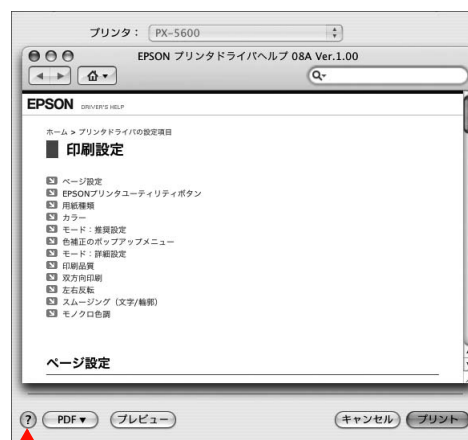 プリンタ： PX-5600
EPSON プリンタドライバヘルプ 08A Ver.1.00
EPSON DRIVER'S HELP
ホーム > プリンタドライバの設定項目
印刷設定
ページ設定
EPSONプリンタユーティリティボタン
用紙種類
カラー
モード：推奨設定
色補正のポップアップメニュー
モード：詳細設定
印刷品質
双方向印刷
左右反転
スムージング（文字/輪郭）
モノクロ色調
ページ設定
? PDF▼ プレビュー キャンセル プリント